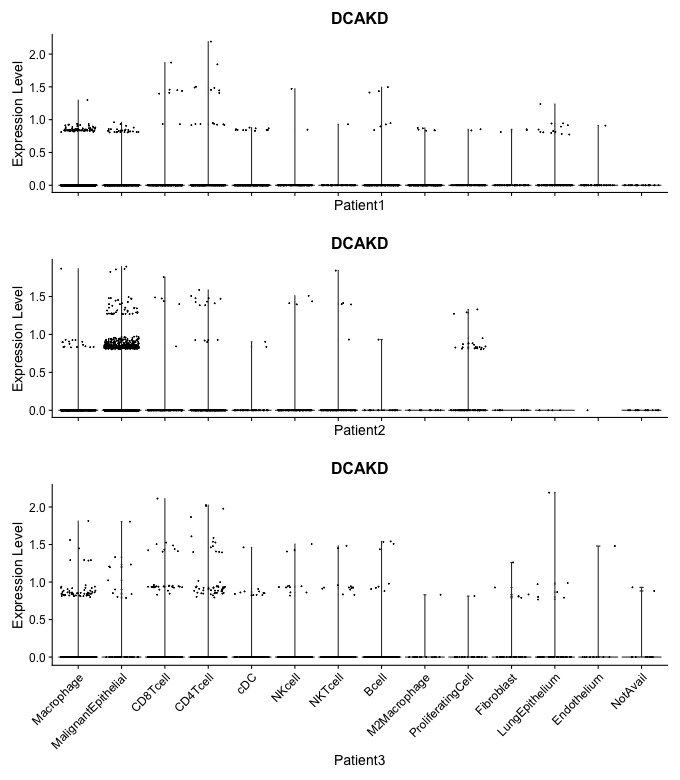 DCAKD
Expression Level
2.0
1.5
1.0
0.5
0.0
Patient1
DCAKD
Expression Level
1.5
1.0
0.5
0.0
Patient2
DCAKD
Expression Level
2.0
1.5
1.0
0.5
0.0
Macrophage
MalignantEpithelial
CD8Tcell
CD4Tcell
cDC
NKcell
NKTcell
Bcell
M2Macrophage
ProliferatingCell
Fibroblast
LungEpithelium
Endothelium
NotAvail
Patient3